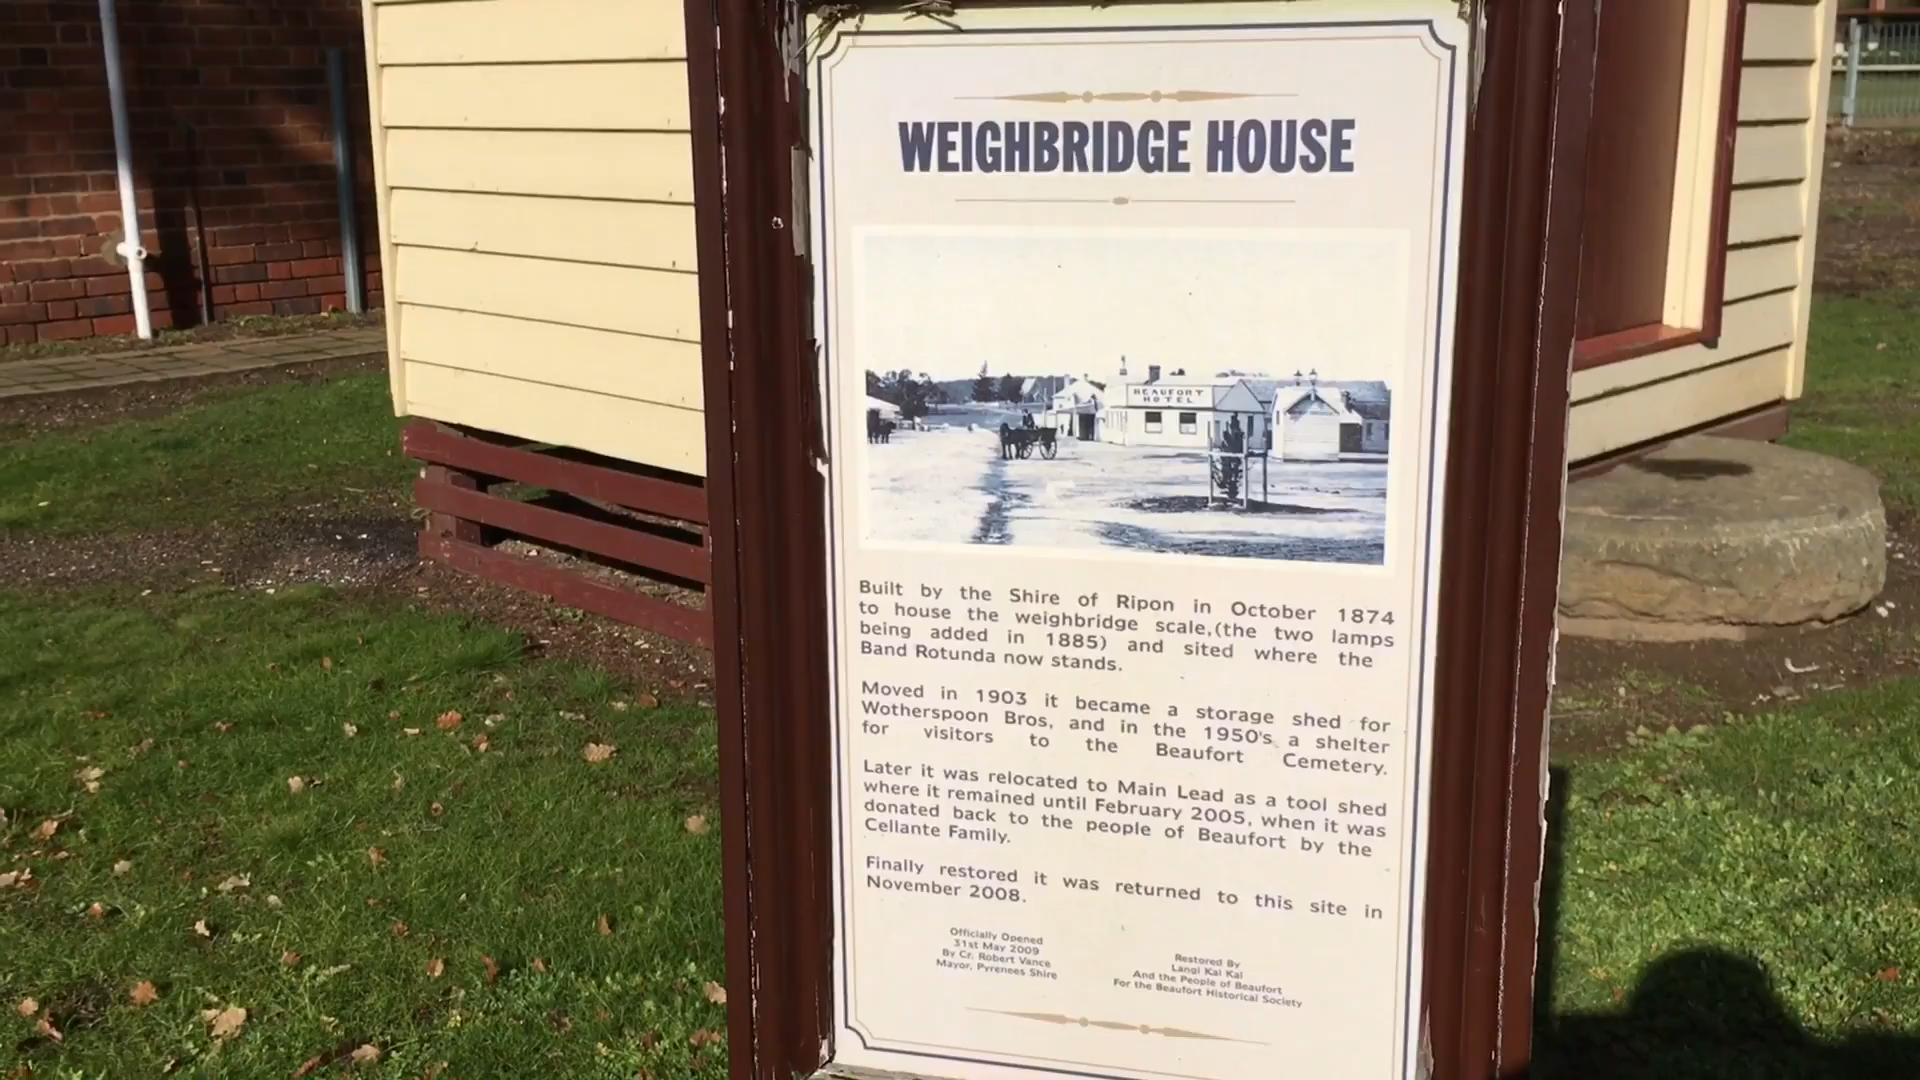 WEIGHBRIDGE HOUSE
BEAUFORT
HOTEL
Built by the Shire of Ripon in October 1874
to house the weighbridge scale,(the two lamps
being added in 1885) and sited where the
Band Rotunda now stands.
Moved in 1903 it became a storage shed for
Wotherspoon Bros, and in the 1950's a shelter
for visitors to the Beaufort Cemetery.
Later it was relocated to Main Lead as a tool shed
where it remained until February 2005, when it was
donated back to the people of Beaufort by the
Cellante Family.
Finally restored it was returned to this site in
November 2008.
Officially Opened
31st May 2009
By Cr. Robert Vance
Mayor, Pyrenees Shire
Restored By
Langi Kal Kal
And the People of Beaufort
For the Beaufort Historical Society